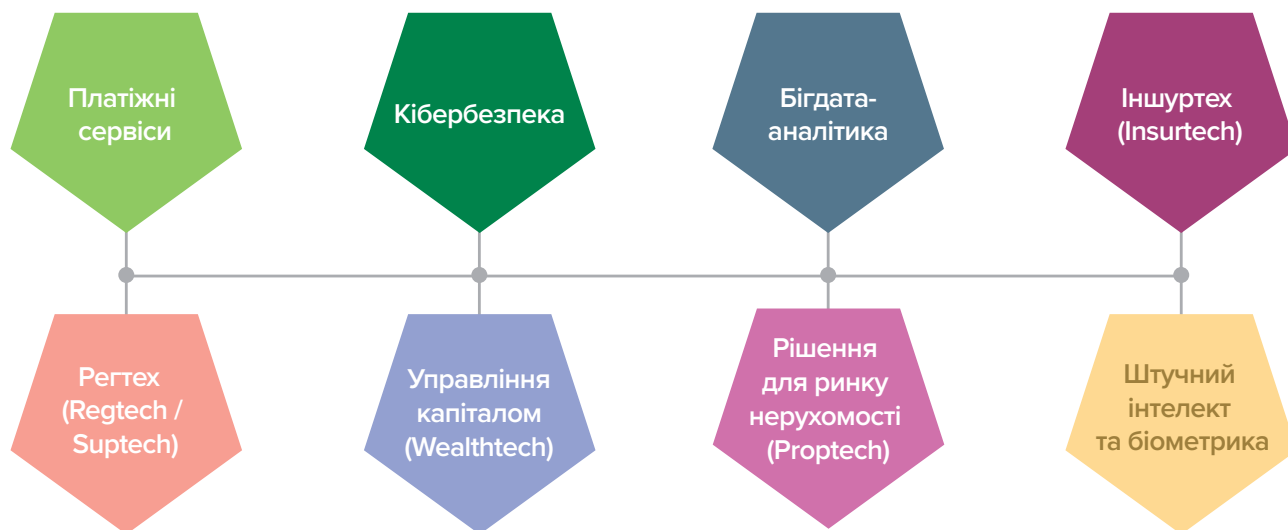 Платіжні
сервіси
Кібербезпека
Бігдата-
аналітика
Іншуртех
(Insurtech)
Регтех
(Regtech /
Suptech)
Управління
капіталом
(Wealthtech)
Рішення
для ринку
нерухомості
(Proptech)
Штучний
інтелект
та біометрика